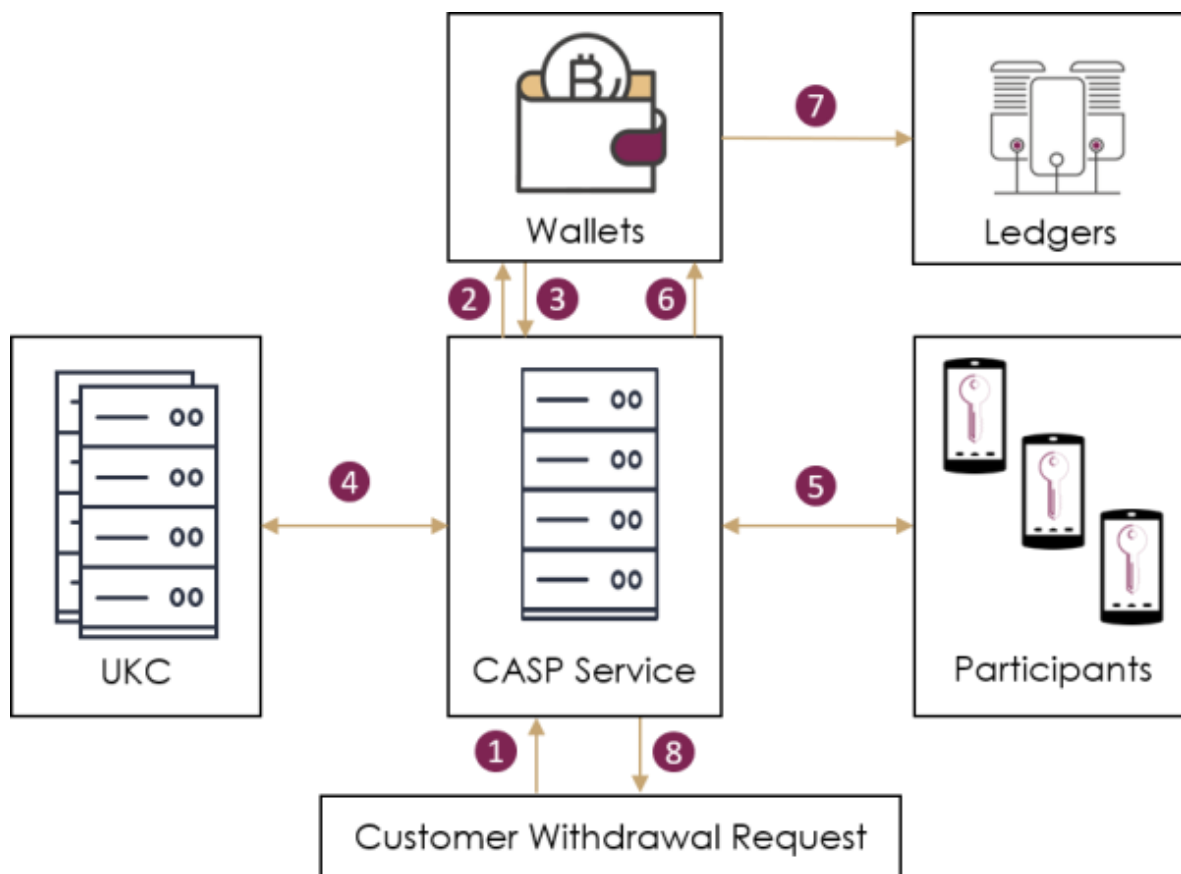 7
Wallets
Ledgers
2
3
6
4
5
UKC
CASP Service
Participants
1
8
Customer Withdrawal Request